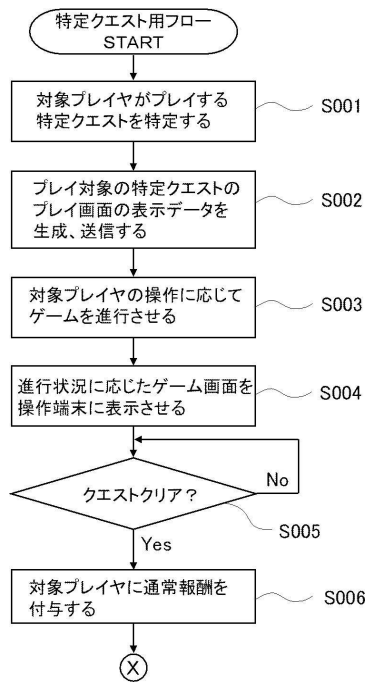 特定クエスト用フロー
START
対象プレイヤがプレイする
特定クエストを特定する
S001
プレイ対象の特定クエストの
プレイ画面の表示データを
生成、送信する
S002
対象プレイヤの操作に応じて
ゲームを進行させる
S003
進行状況に応じたゲーム画面を
操作端末に表示させる
S004
クエストクリア?
No
S005
Yes
対象プレイヤに通常報酬を
付与する
S006
X